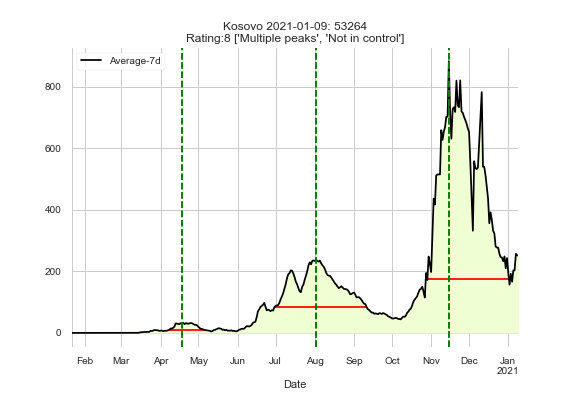 Kosovo 2021-01-09: 53264
Rating:8 ['Multiple peaks', 'Not in control']
Average-7d
800
600
400
200
0
Feb Mar Apr May Jun Jul Aug Sep Oct Nov Dec Jan
2021
Date